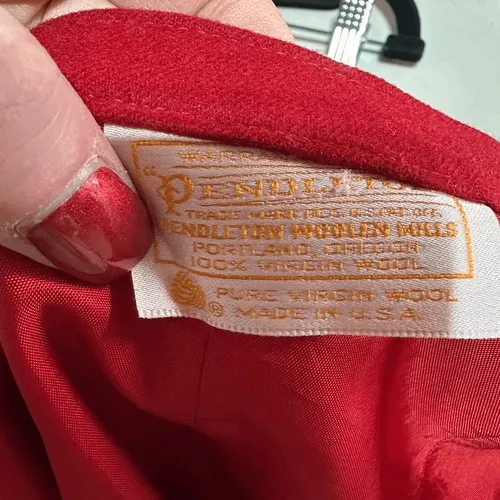 "PENDLETON"
TRADE MARK REG. U.S. PAT. OFF.
PENDLETON WOOLEN MILLS
PORTLAND, OREGON
100% VIRGIN WOOL
PURE VIRGIN WOOL
® MADE IN U.S.A.